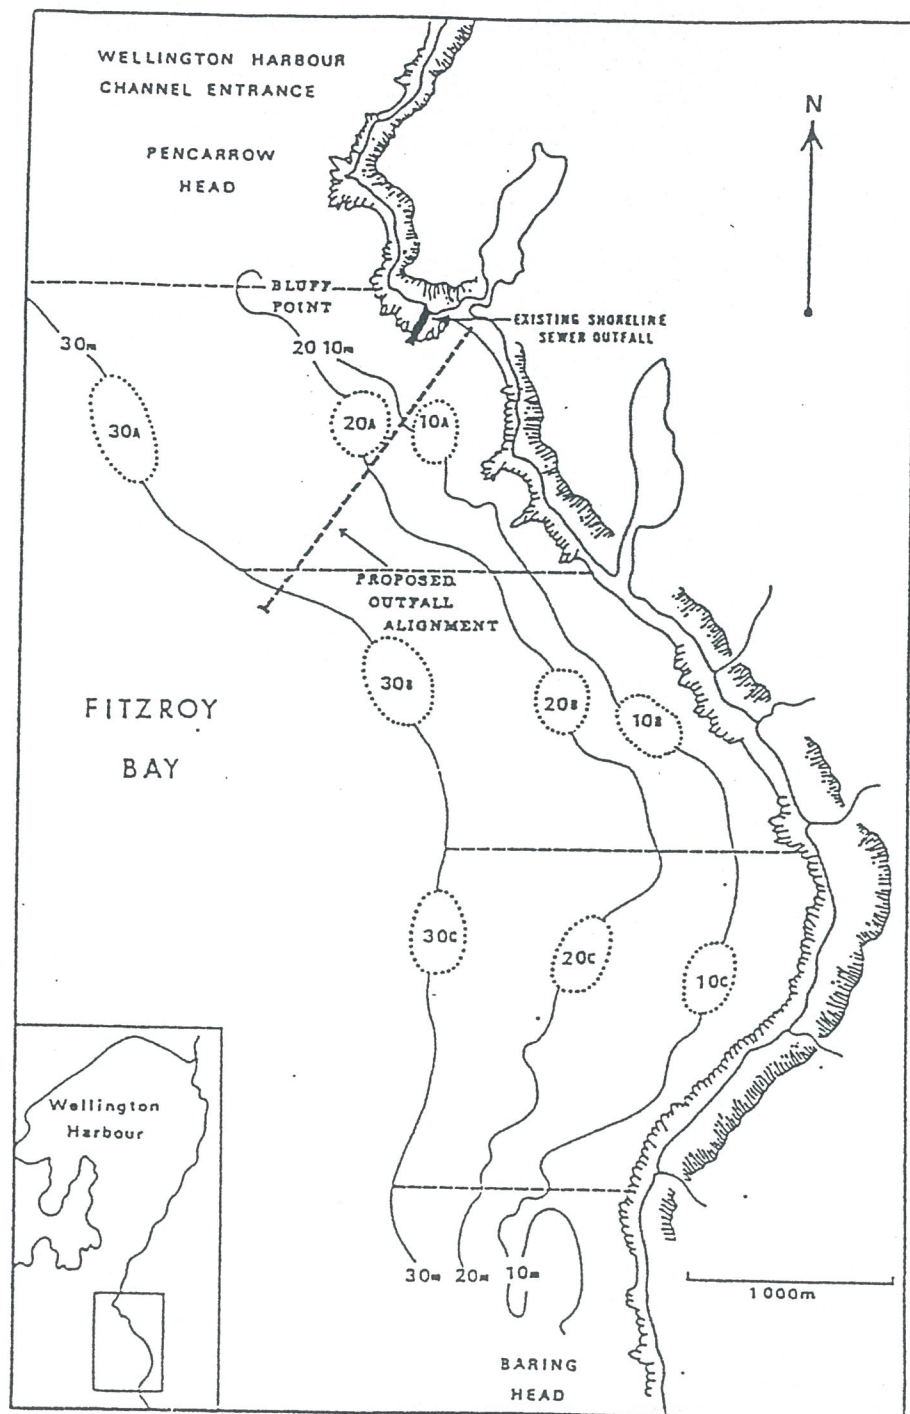 WELLINGTON HARBOUR
CHANNEL ENTRANCE
N
PENCARROW
HEAD
BLUFF
POINT
EXISTING SHORELINE
SEWER OUTFALL
30m
20 10m
30A
20A
10A
PROPOSED
OUTFALL
ALIGNMENT
30B
20B
10B
FITZROY
BAY
30C
20C
10C
Wellington
Harbour
30m 20m 10m
1000m
BARING
HEAD